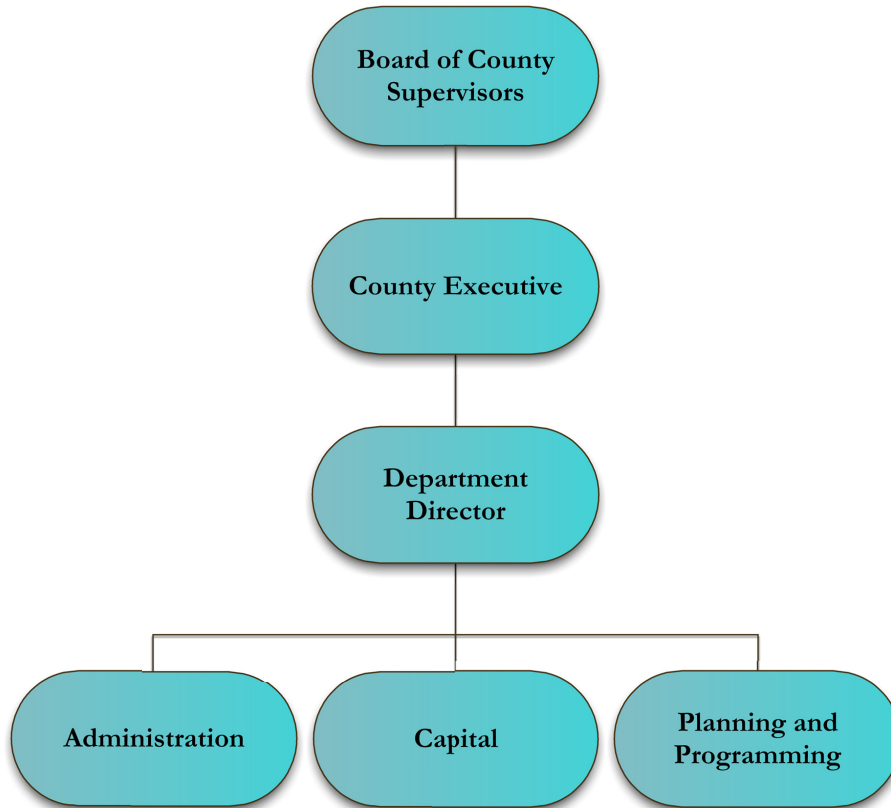 Board of County
Supervisors
County Executive
Department
Director
Administration
Capital
Planning and
Programming